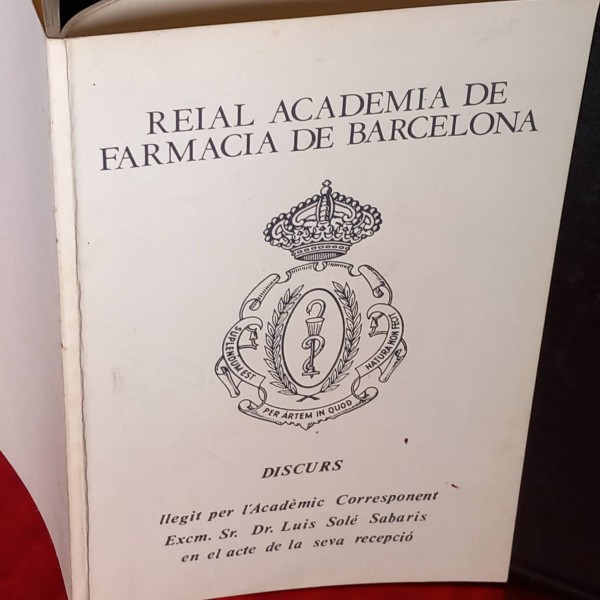 REIAL ACADEMIA DE
FARMACIA DE BARCELONA
SUPLENDUM EST
PER ARTEM IN QUOD
NATURA NON FECIT
DISCURS
llegit per l'Acadèmic Corresponent
Excm. Sr. Dr. Luis Solé Sabaris
en el acte de la seva recepció